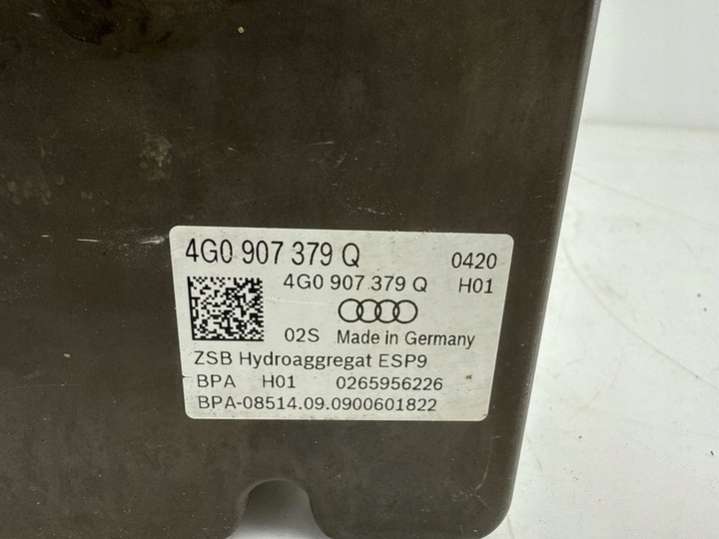 4G0 907 379 Q 0420
4G0 907 379 Q H01
02S Made in Germany
ZSB Hydroaggregat ESP9
BPA H01 0265956226
BPA-08514.09.0900601822